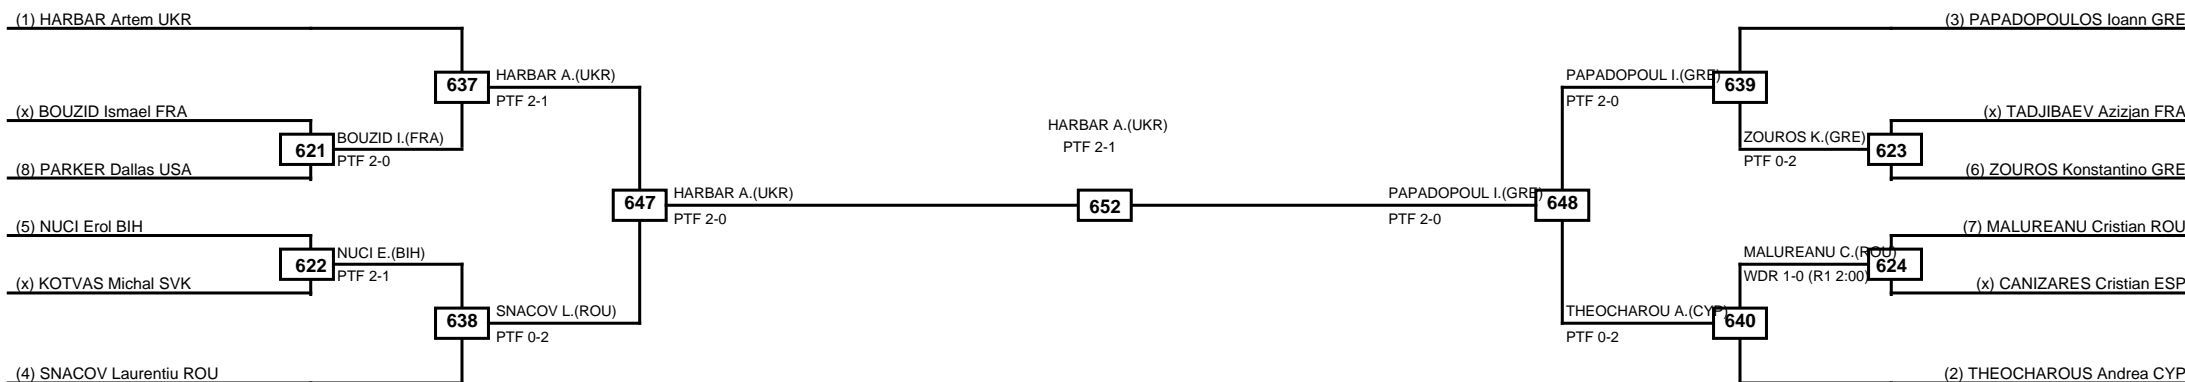 (1) HARBAR Artem UKR
(x) BOUZID Ismael FRA
(8) PARKER Dallas USA
(5) NUCI Erol BIH
(x) KOTVAS Michal SVK
(4) SNACOV Laurentiu ROU
621
BOUZID I.(FRA)
PTF 2-0
622
NUCI E.(BIH)
PTF 2-1
637
HARBAR A.(UKR)
PTF 2-1
638
SNACOV L.(ROU)
PTF 0-2
647
HARBAR A.(UKR)
PTF 2-0
HARBAR A.(UKR)
PTF 2-1
652
PAPADOPOUL I.(GRE)
PTF 2-0
648
PAPADOPOUL I.(GRE)
PTF 2-0
639
THEOCHAROU A.(CYP)
PTF 0-2
640
ZOUROS K.(GRE)
PTF 0-2
623
MALUREANU C.(ROU)
WDR 1-0 (R1 2:00)
624
(3) PAPADOPOULOS Ioann GRE
(x) TADJIBAEV Azizjan FRA
(6) ZOUROS Konstantino GRE
(7) MALUREANU Cristian ROU
(x) CANIZARES Cristian ESP
(2) THEOCHAROUS Andrea CYP